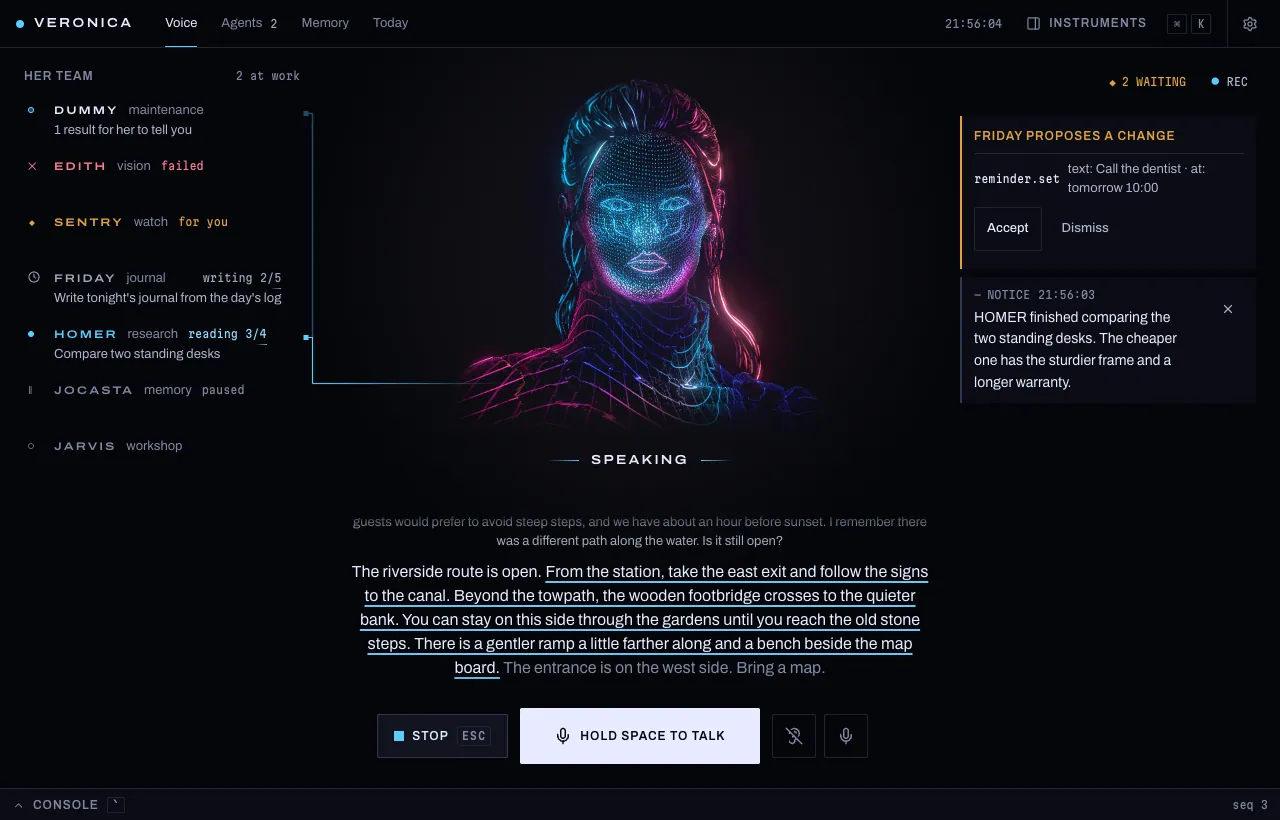 VERONICA
Voice
Agents 2
Memory
Today
21:56:04
INSTRUMENTS
⌘ K
HER TEAM
2 at work
DUMMY maintenance
1 result for her to tell you
EDITH vision failed
SENTRY watch for you
FRIDAY journal writing 2/5
Write tonight's journal from the day's log
HOMER research reading 3/4
Compare two standing desks
JOCASTA memory paused
JARVIS workshop
2 WAITING
REC
FRIDAY PROPOSES A CHANGE
reminder.set
text: Call the dentist · at:
tomorrow 10:00
Accept
Dismiss
— NOTICE 21:56:03
HOMER finished comparing the
two standing desks. The cheaper
one has the sturdier frame and a
longer warranty.
SPEAKING
guests would prefer to avoid steep steps, and we have about an hour before sunset. I remember there
was a different path along the water. Is it still open?
The riverside route is open. From the station, take the east exit and follow the signs
to the canal. Beyond the towpath, the wooden footbridge crosses to the quieter
bank. You can stay on this side through the gardens until you reach the old stone
steps. There is a gentler ramp a little farther along and a bench beside the map
board. The entrance is on the west side. Bring a map.
STOP ESC
HOLD SPACE TO TALK
CONSOLE `
seq 3